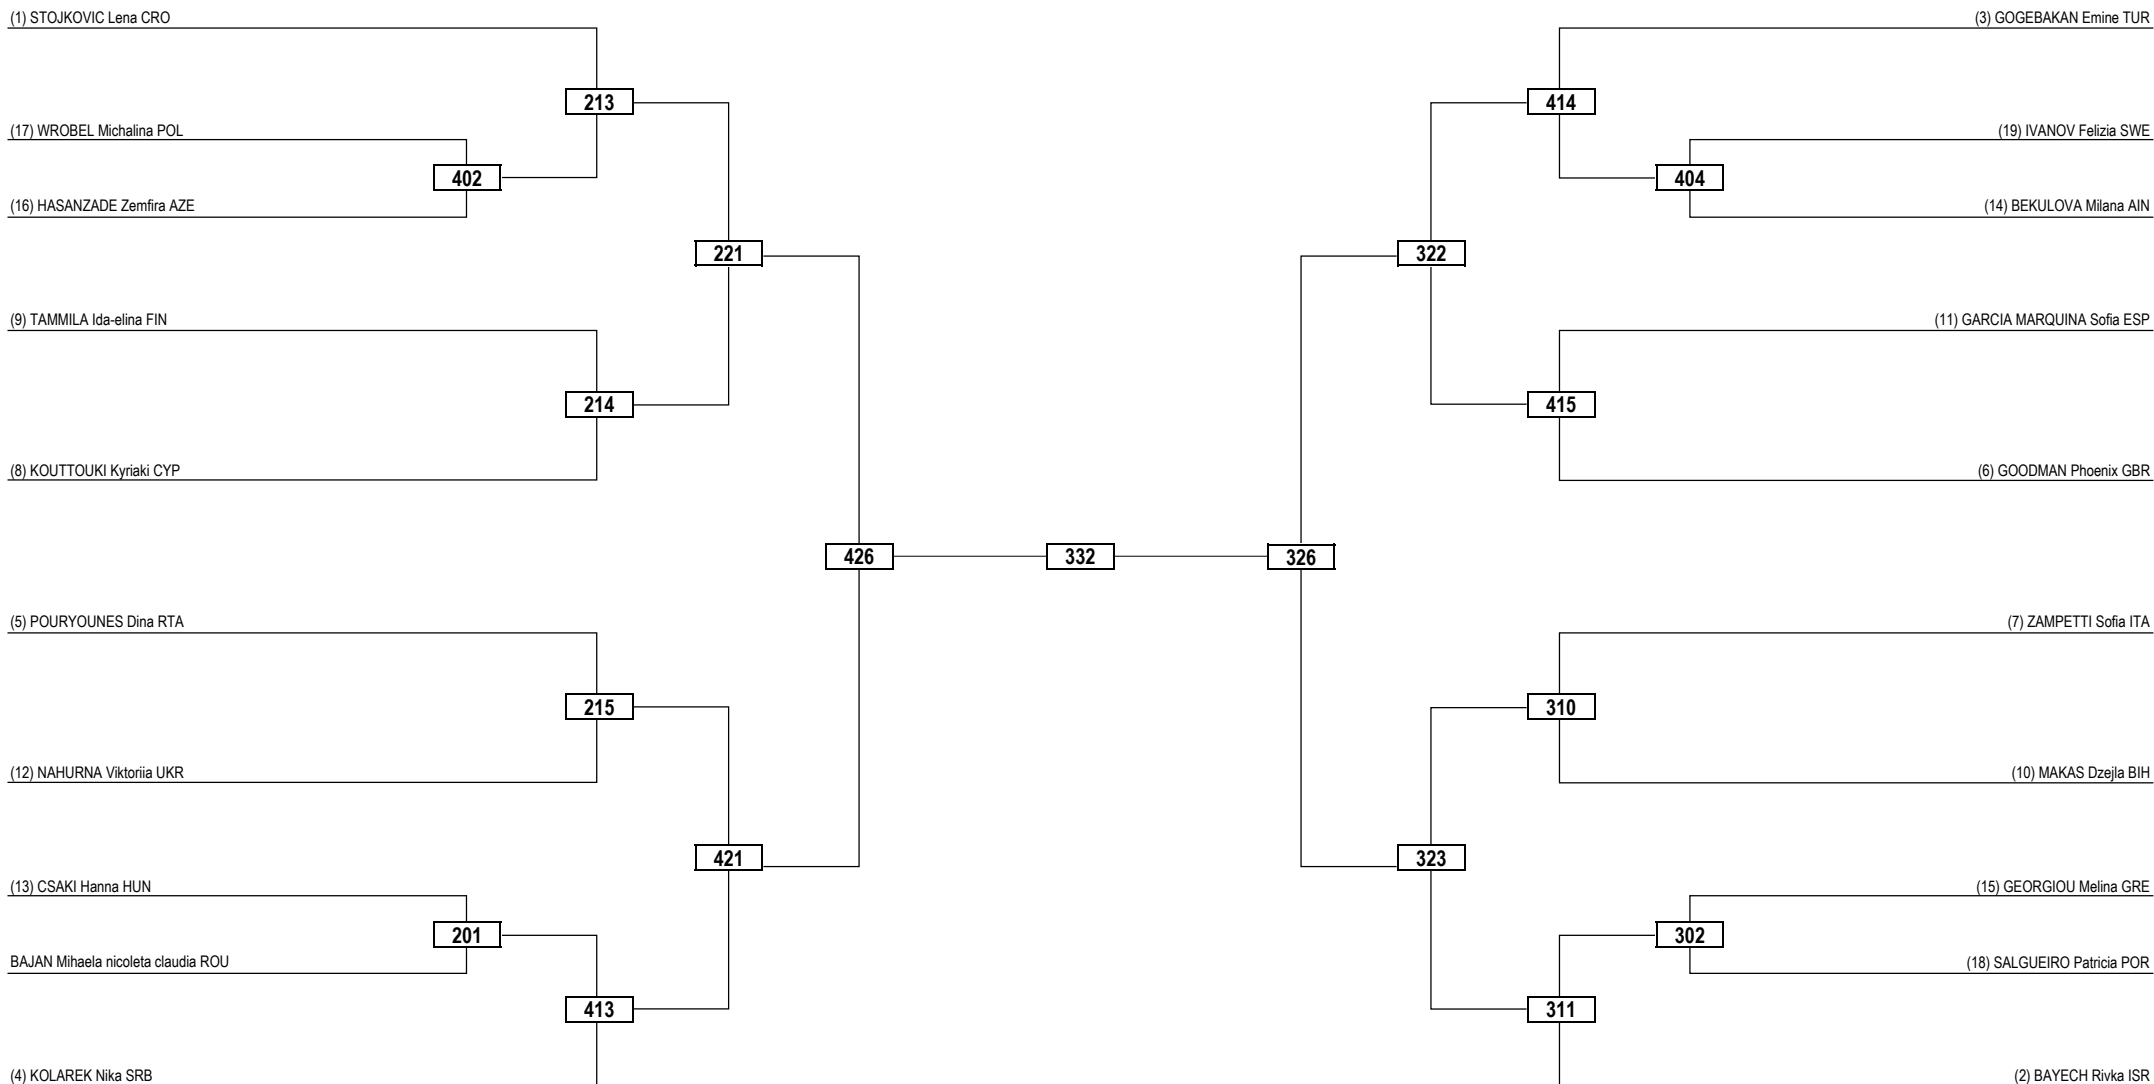 (1) STOJKOVIC Lena CRO
(3) GOGEBAKAN Emine TUR
213
414
(17) WROBEL Michalina POL
(19) IVANOV Felizia SWE
402
404
(16) HASANZADE Zemfira AZE
(14) BEKULOVA Milana AIN
221
322
(9) TAMMILA Ida-elina FIN
(11) GARCIA MARQUINA Sofia ESP
214
415
(8) KOUTTOUKI Kyriaki CYP
(6) GOODMAN Phoenix GBR
426
332
326
(5) POURYOUNES Dina RTA
(7) ZAMPETTI Sofia ITA
215
310
(12) NAHURNA Viktoriia UKR
(10) MAKAS Dzejla BIH
421
323
(13) CSAKI Hanna HUN
(15) GEORGIOU Melina GRE
201
302
BAJAN Mihaela nicoleta claudia ROU
(18) SALGUEIRO Patricia POR
413
311
(4) KOLAREK Nika SRB
(2) BAYECH Rivka ISR